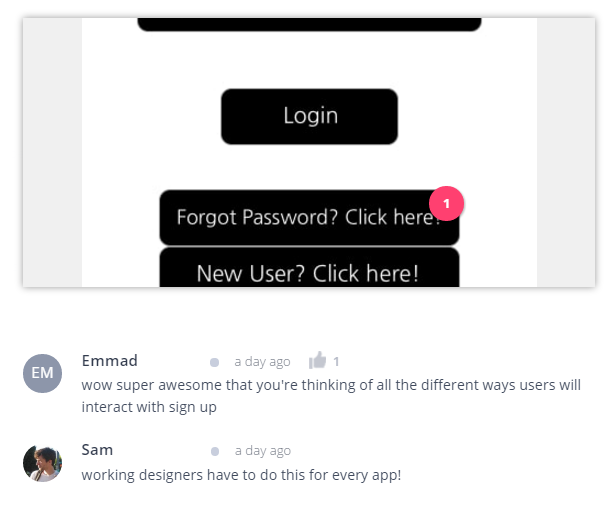 Login
Forgot Password? Click here!
1
New User? Click here!
EM
Emmad
a day ago
1
wow super awesome that you're thinking of all the different ways users will
interact with sign up
Sam
a day ago
working designers have to do this for every app!